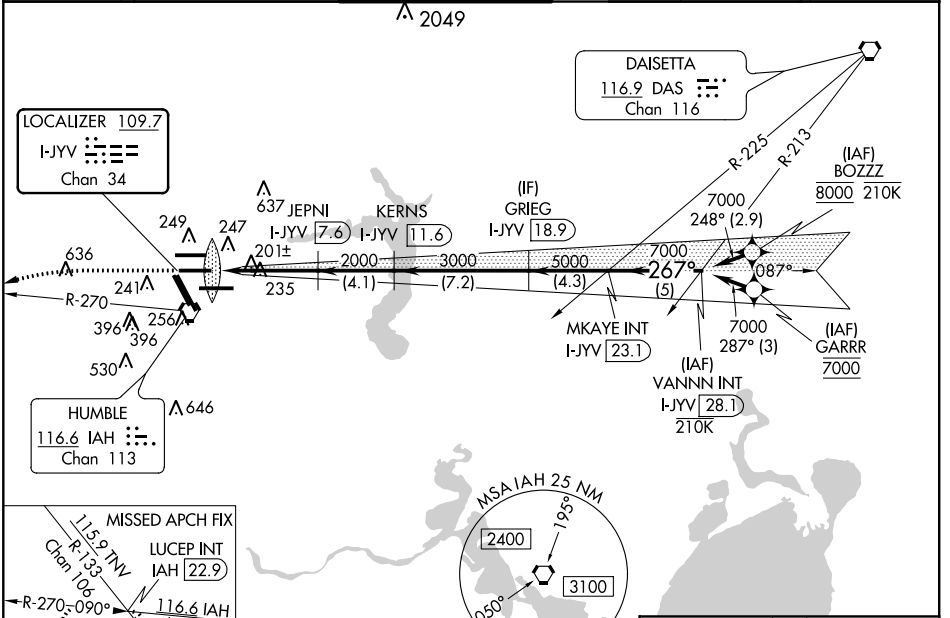 2049
DAISETTA
116.9 DAS
Chan 116
LOCALIZER 109.7
I-JYV
Chan 34
R-225
R-213
(IAF)
BOZZZ
8000 210K
7000
248° (2.9)
637
JEPNI
I-JYV 7.6
KERNS
I-JYV 11.6
(IF)
GRIEG
I-JYV 18.9
249
247
201±
235
636
241
2000
(4.1)
3000
(7.2)
5000
(4.3)
7000
267°
(5)
087°
R-270
256
396
396
530
646
MKAYE INT
I-JYV 23.1
7000
287° (3)
(IAF)
GARRR
7000
(IAF)
VANNN INT
I-JYV 28.1
210K
HUMBLE
116.6 IAH
Chan 113
MISSED APCH FIX
115.9 TNV
R-133
Chan 106
LUCEP INT
IAH 22.9
R-270-090°
116.6 IAH
MSA IAH 25 NM
195°
2400
3100
050°